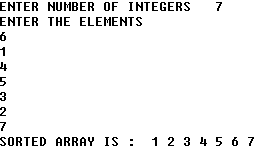 ENTER NUMBER OF INTEGERS   7
ENTER THE ELEMENTS
6
1
4
5
3
2
7
SORTED ARRAY IS :  1 2 3 4 5 6 7